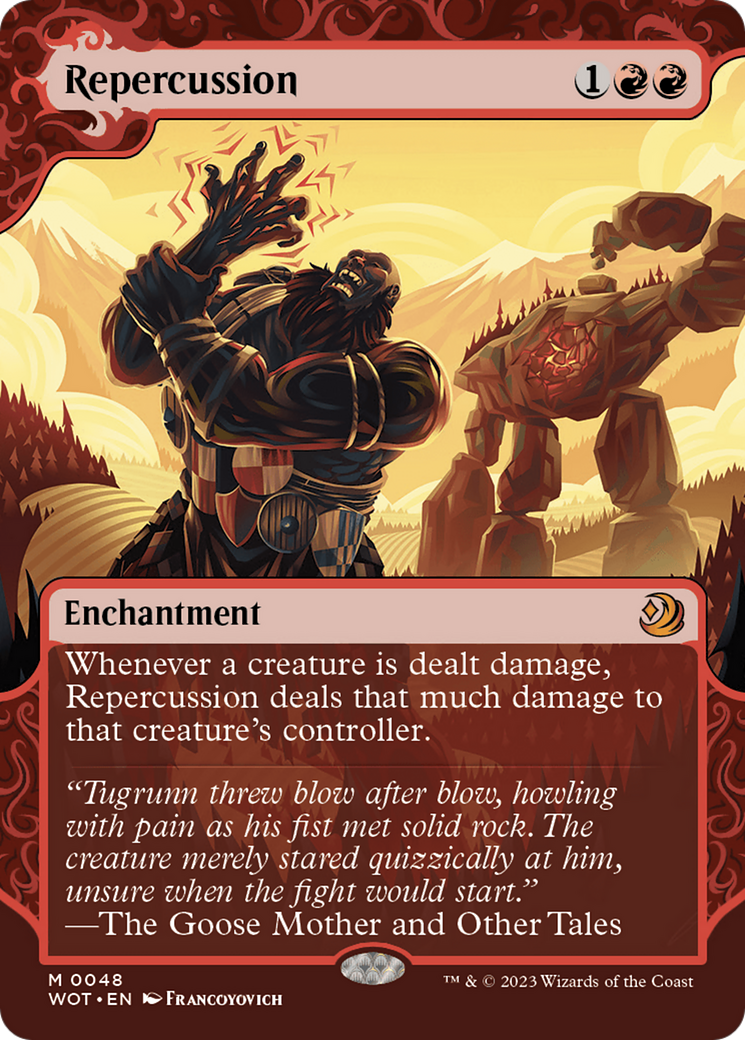 Repercussion 1
Enchantment
Whenever a creature is dealt damage,
Repercussion deals that much damage to
that creature’s controller.
“Tugrunn threw blow after blow, howling
with pain as his fist met solid rock. The
creature merely stared quizzically at him,
unsure when the fight would start.”
—The Goose Mother and Other Tales
M 0048
WOT • EN Francoyovich
™ & © 2023 Wizards of the Coast